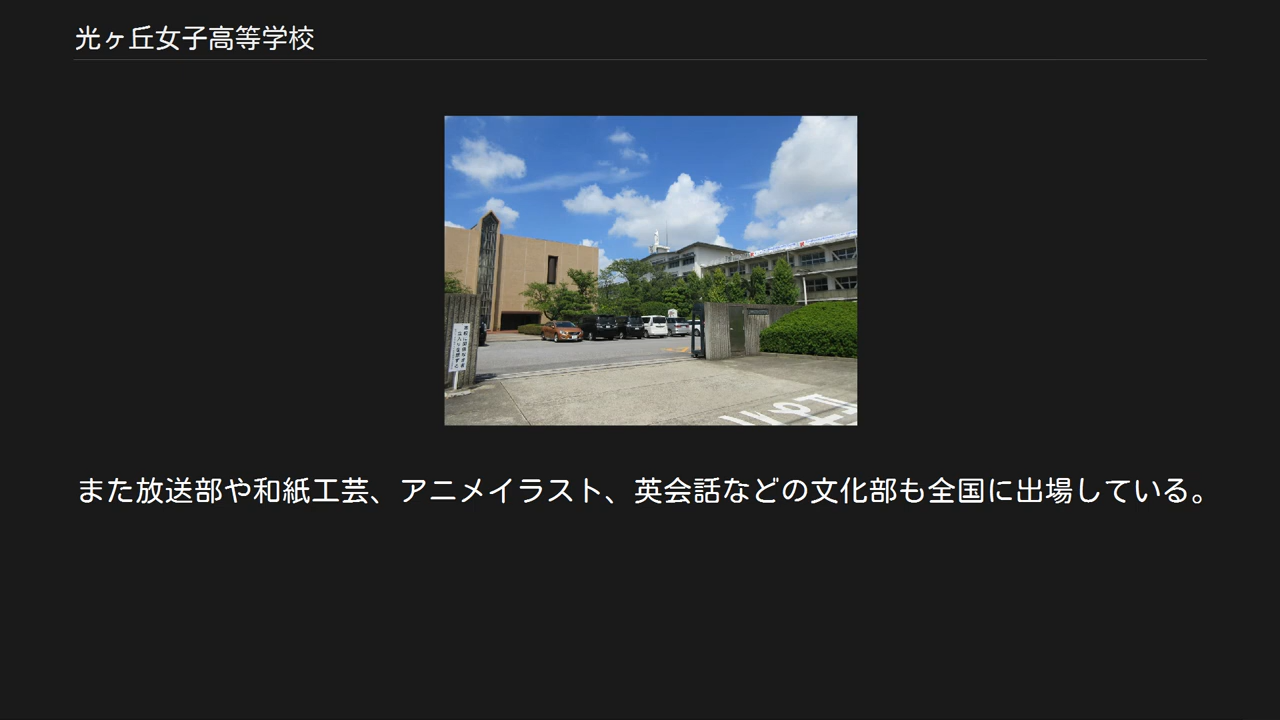 光ヶ丘女子高等学校
また放送部や和紙工芸、アニメイラスト、英会話などの文化部も全国に出場している。